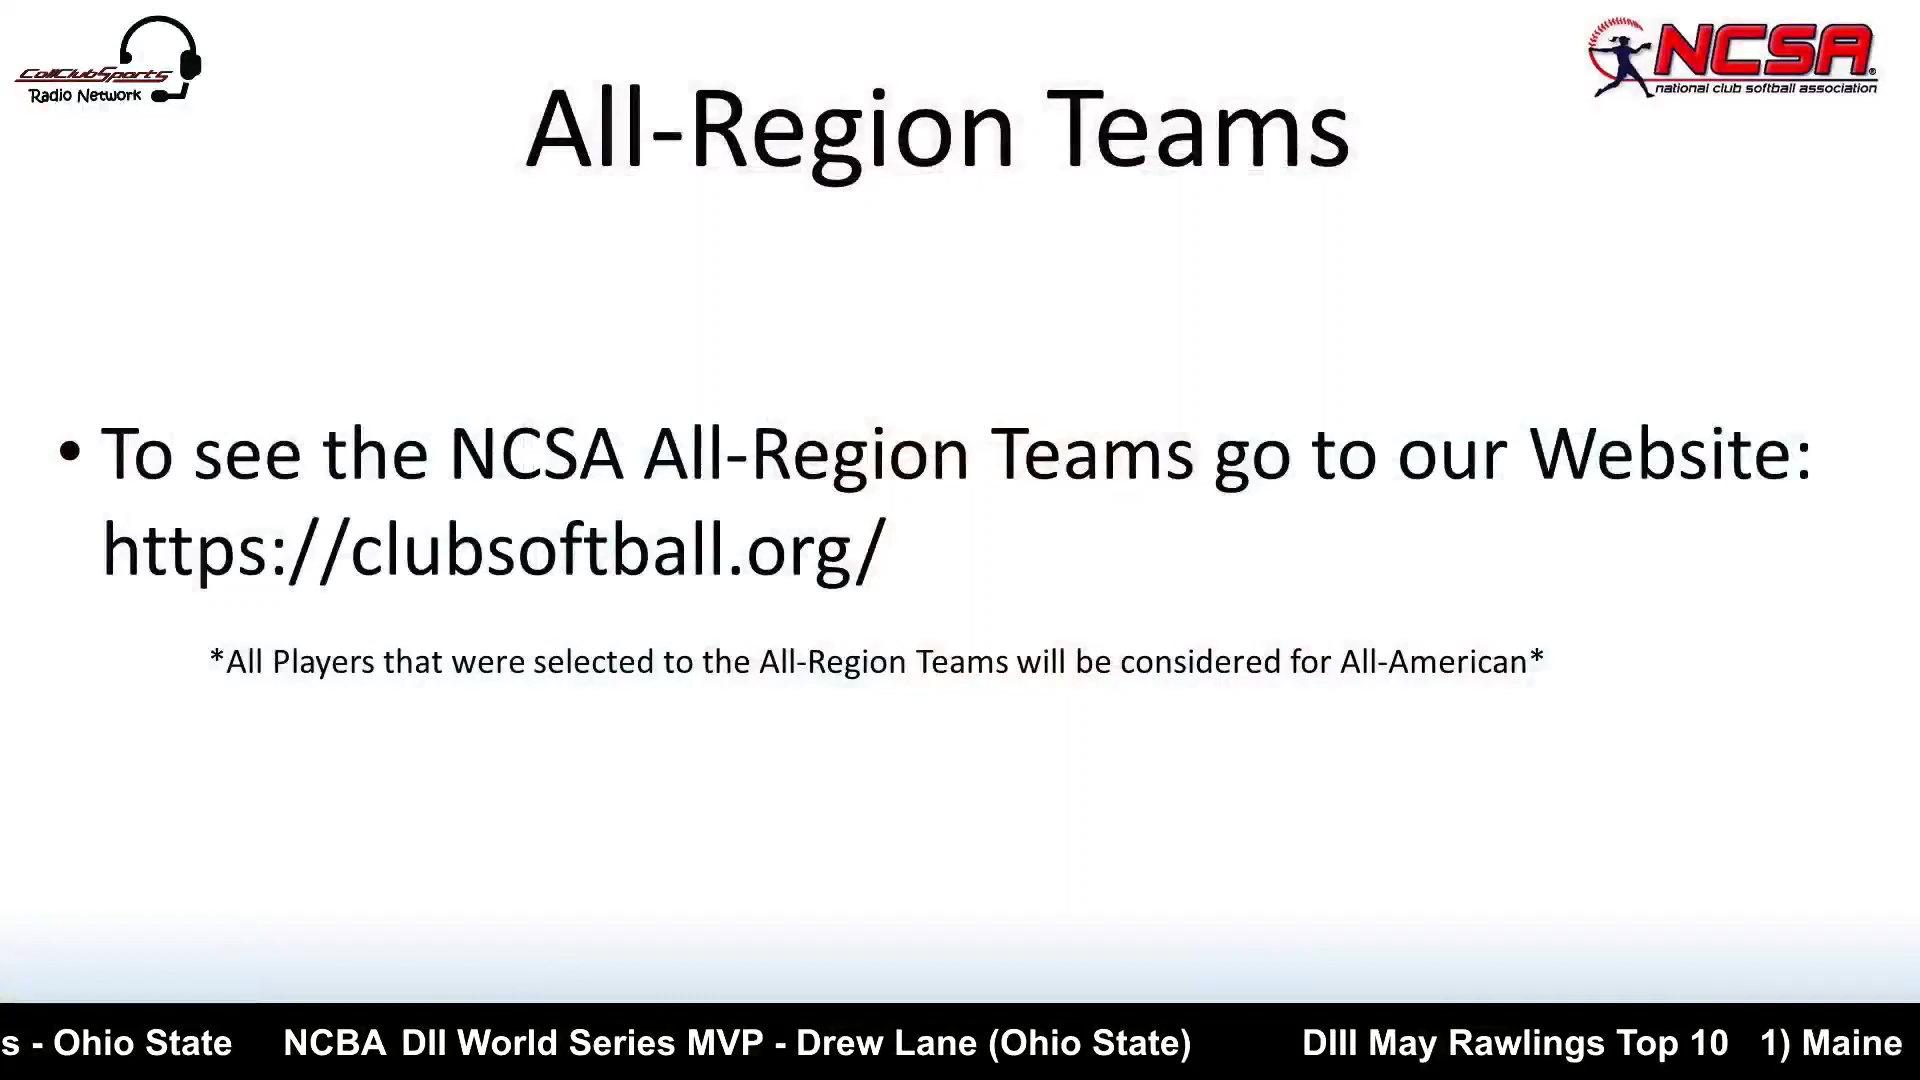 CollClubSports
Radio Network
NCSA®
national club softball association
All-Region Teams
• To see the NCSA All-Region Teams go to our Website:
https://clubsoftball.org/
*All Players that were selected to the All-Region Teams will be considered for All-American*
s - Ohio State NCBA DII World Series MVP - Drew Lane (Ohio State) DIII May Rawlings Top 10 1) Maine